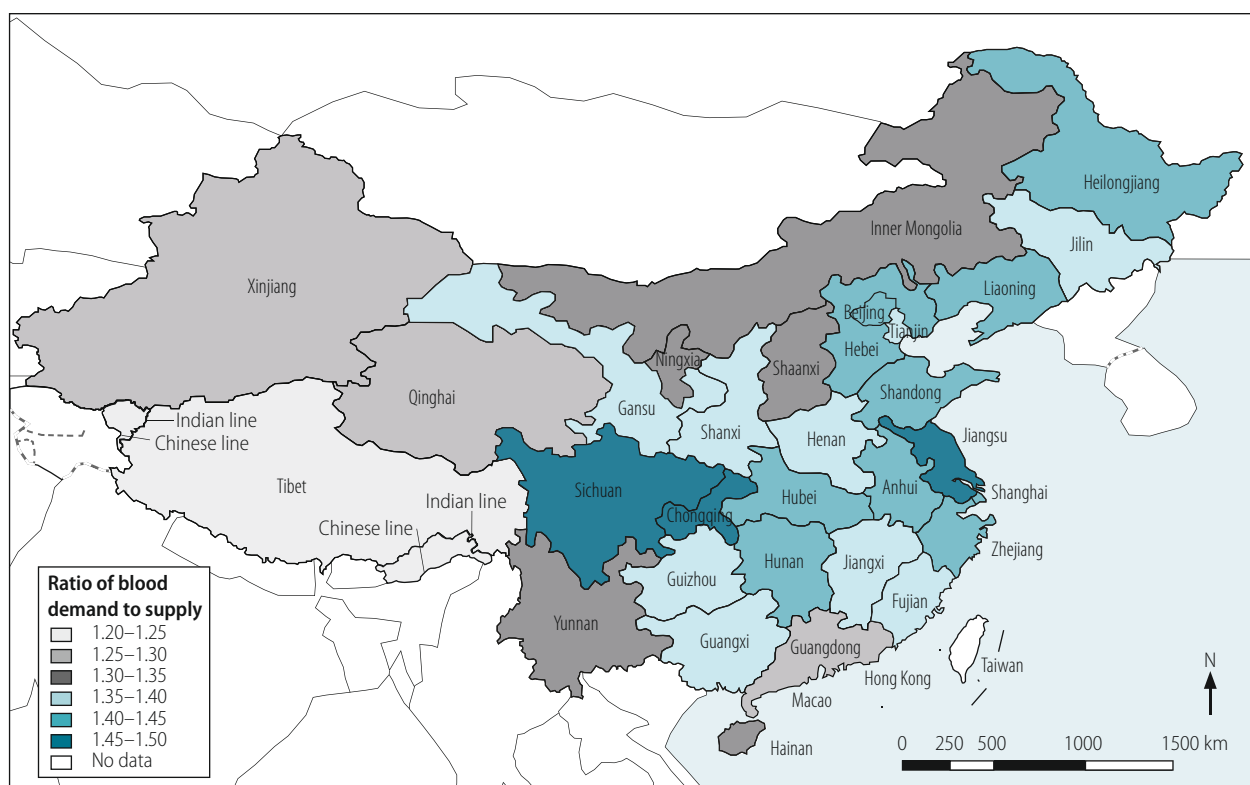 Heilongjiang
Inner Mongolia
Jilin
Xinjiang
Liaoning
Beijing
Tianjin
Hebei
Ningxia
Shaanxi
Qinghai
Shandong
Gansu
Indian line
Chinese line
Shanxi
Henan
Jiangsu
Tibet
Sichuan
Anhui
Shanghai
Indian line
Hubei
Chinese line
Chongqing
Zhejiang
Hunan
Jiangxi
Guizhou
Fujian
Yunnan
Guangxi
Guangdong
Taiwan
Hong Kong
Macao
Hainan
Ratio of blood
demand to supply
1.20–1.25
1.25–1.30
1.30–1.35
1.35–1.40
1.40–1.45
1.45–1.50
No data
N
0 250 500 1000 1500 km